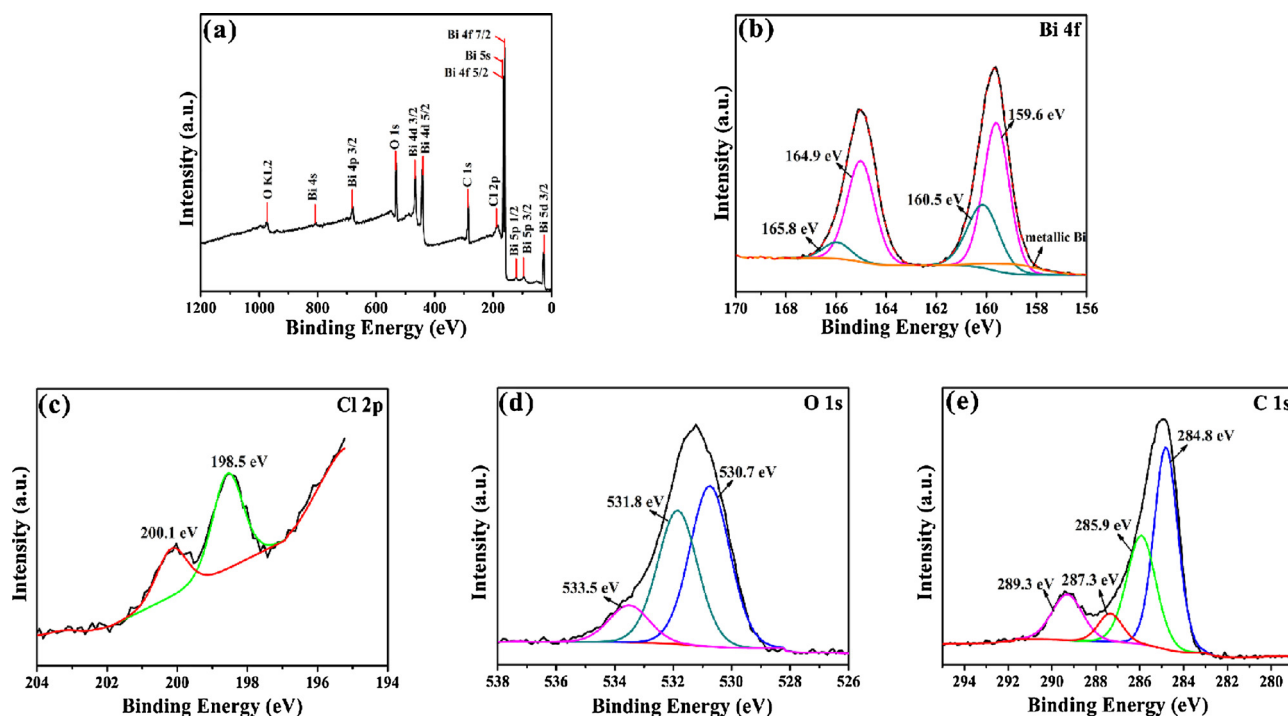 (a)
Bi 4f 7/2
Bi 5s
Bi 4f 5/2
O KL2
Bi 4s
Bi 4p 3/2
O 1s
Bi 4d 3/2
Bi 4d 5/2
C 1s
Cl 2p
Bi 5p 1/2
Bi 5p 3/2
Bi 5d 3/2
Intensity (a.u.)
1200 1000 800 600 400 200 0
Binding Energy (eV)
(b)
Bi 4f
159.6 eV
164.9 eV
160.5 eV
165.8 eV
metallic Bi
Intensity (a.u.)
170 168 166 164 162 160 158 156
Binding Energy (eV)
(c)
Cl 2p
198.5 eV
200.1 eV
Intensity (a.u.)
204 202 200 198 196 194
Binding Energy (eV)
(d)
O 1s
530.7 eV
531.8 eV
533.5 eV
Intensity (a.u.)
538 536 534 532 530 528 526
Binding Energy (eV)
(e)
C 1s
284.8 eV
285.9 eV
289.3 eV
287.3 eV
Intensity (a.u.)
294 292 290 288 286 284 282 280
Binding Energy (eV)